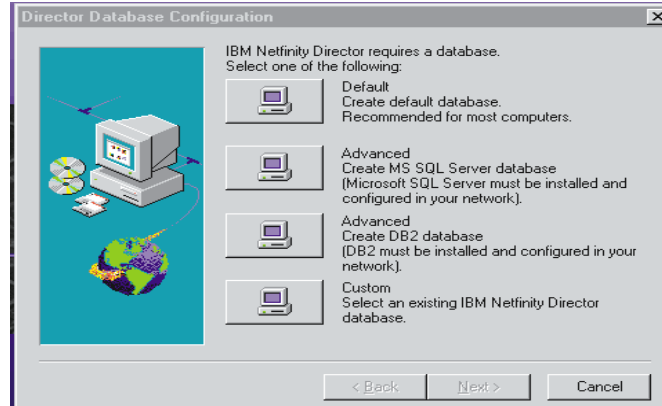 Director Database Configuration
IBM Netfinity Director requires a database.
Select one of the following:
Default
Create default database.
Recommended for most computers.
Advanced
Create MS SQL Server database
(Microsoft SQL Server must be installed and
configured in your network).
Advanced
Create DB2 database
(DB2 must be installed and configured in your
network).
Custom
Select an existing IBM Netfinity Director
database.
< Back
Next >
Cancel